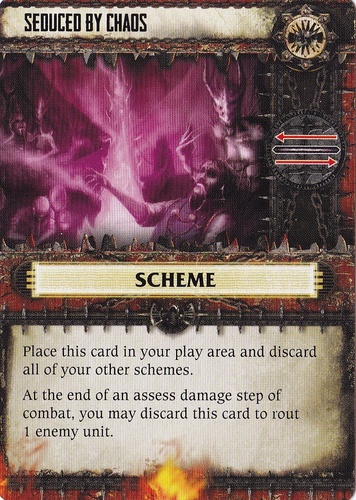 SEDUCED BY CHAOS
SCHEME
Place this card in your play area and discard
all of your other schemes.
At the end of an assess damage step of
combat, you may discard this card to rout
1 enemy unit.